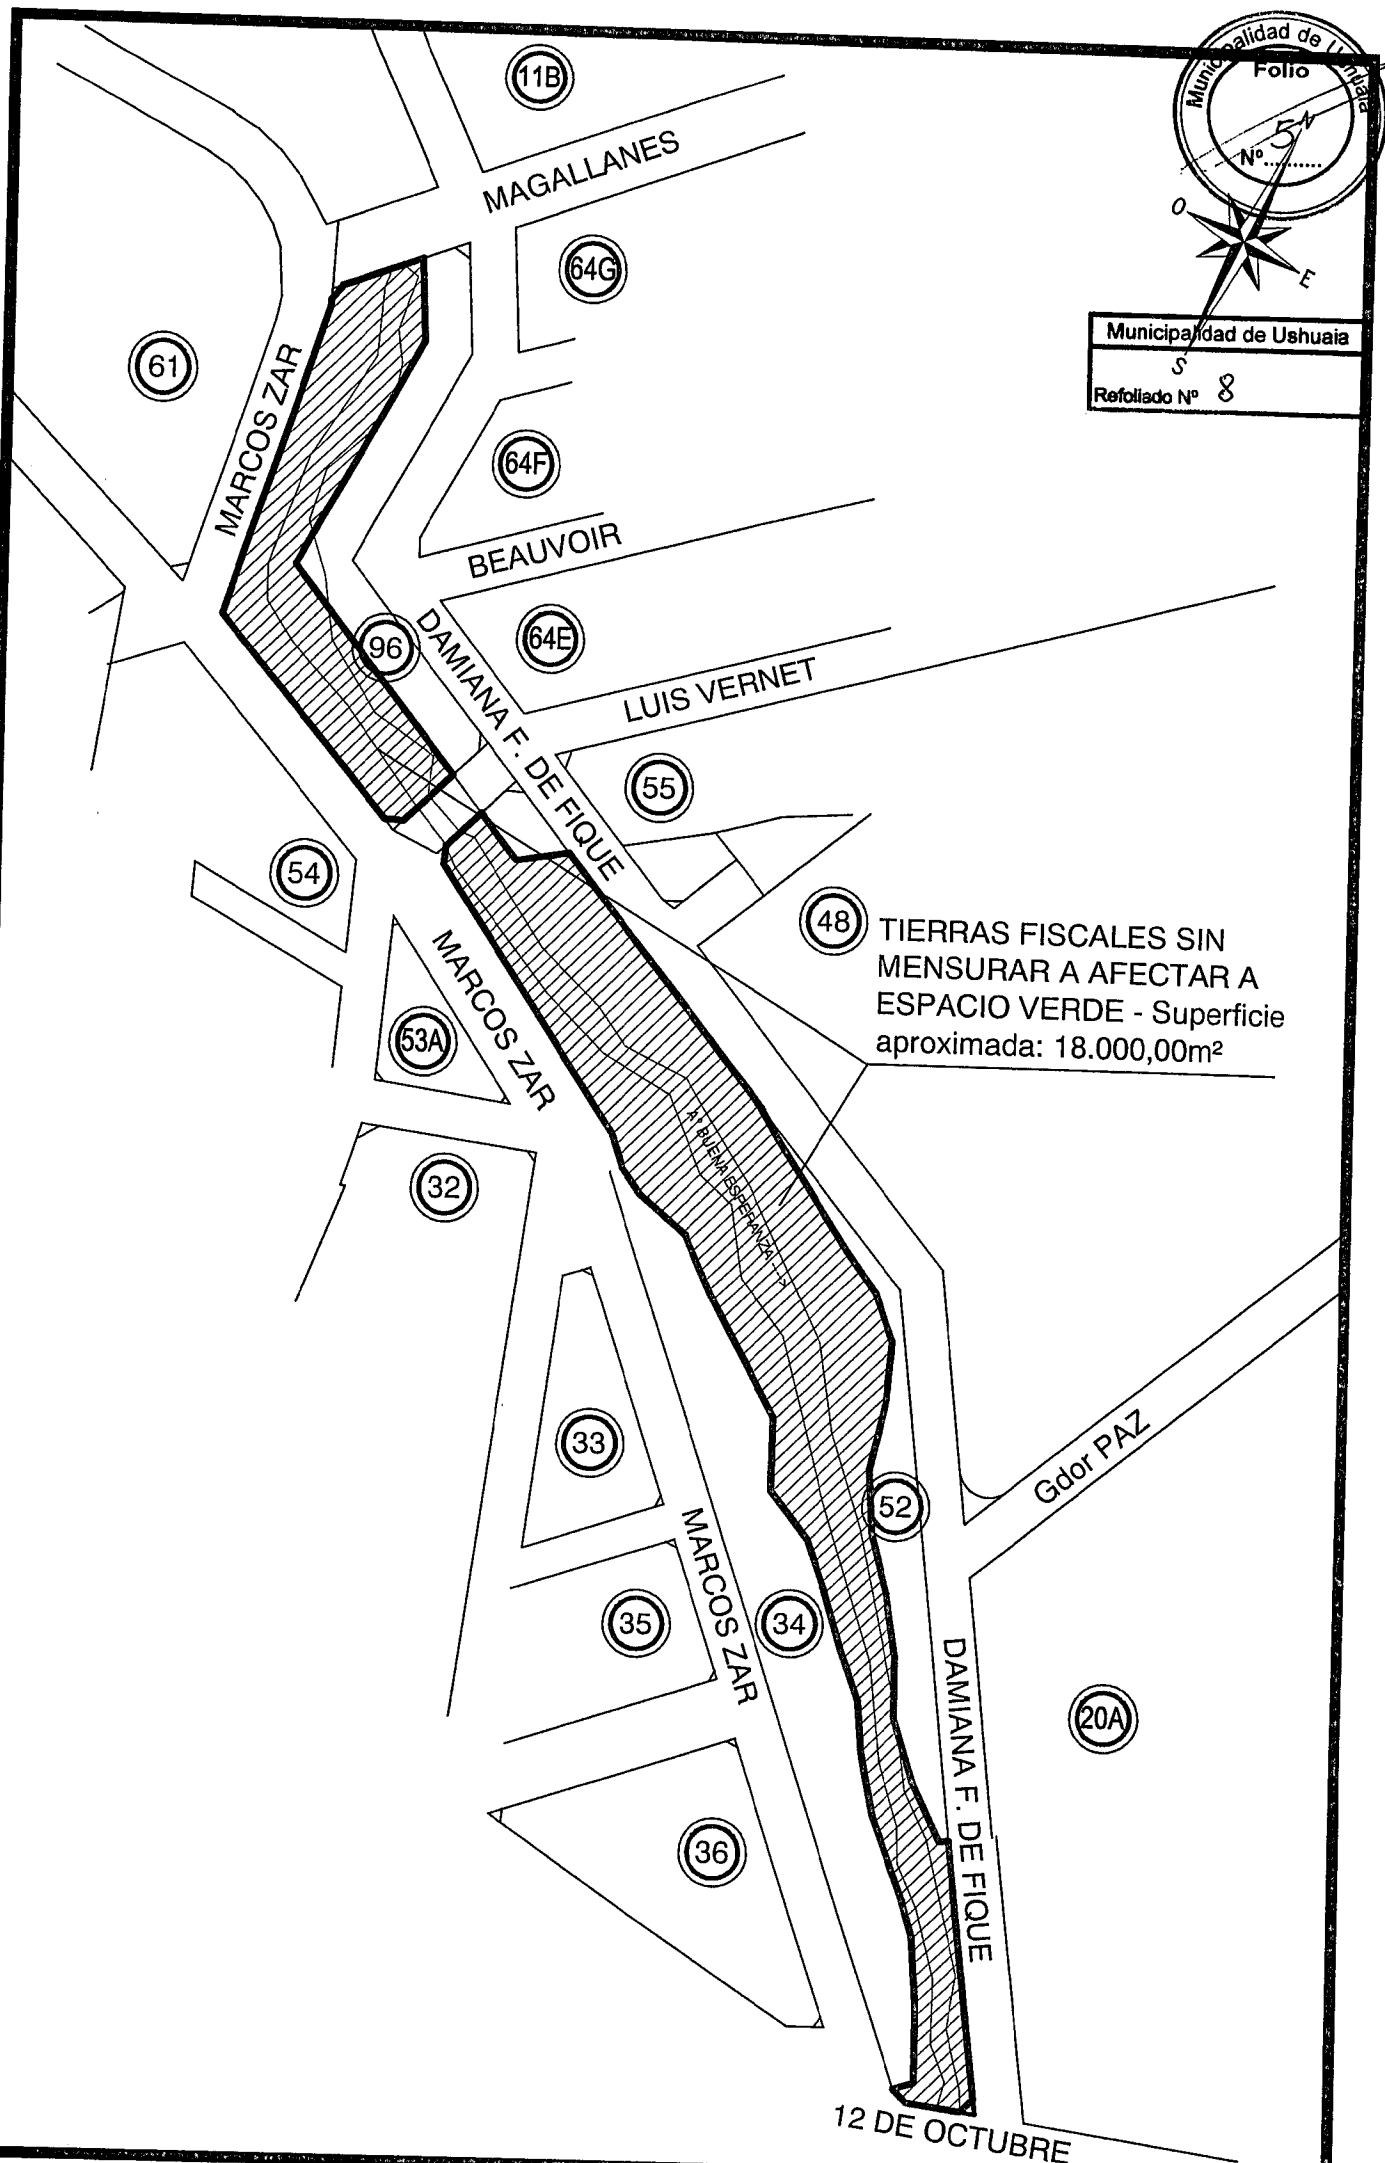 Municipalidad de Ushuaia
Folio
5
Nº..........
N
O
E
S
Municipalidad de Ushuaia
Refoliado Nº 8
11B
MAGALLANES
64G
61
MARCOS ZAR
64F
BEAUVOIR
96
DAMIANA F. DE FIQUE
64E
LUIS VERNET
55
54
48
TIERRAS FISCALES SIN
MENSURAR A AFECTAR A
ESPACIO VERDE - Superficie
aproximada: 18.000,00m²
MARCOS ZAR
53A
Aº BUENA ESPERANZA --->
32
33
Gdor PAZ
52
MARCOS ZAR
35
34
DAMIANA F. DE FIQUE
20A
36
12 DE OCTUBRE